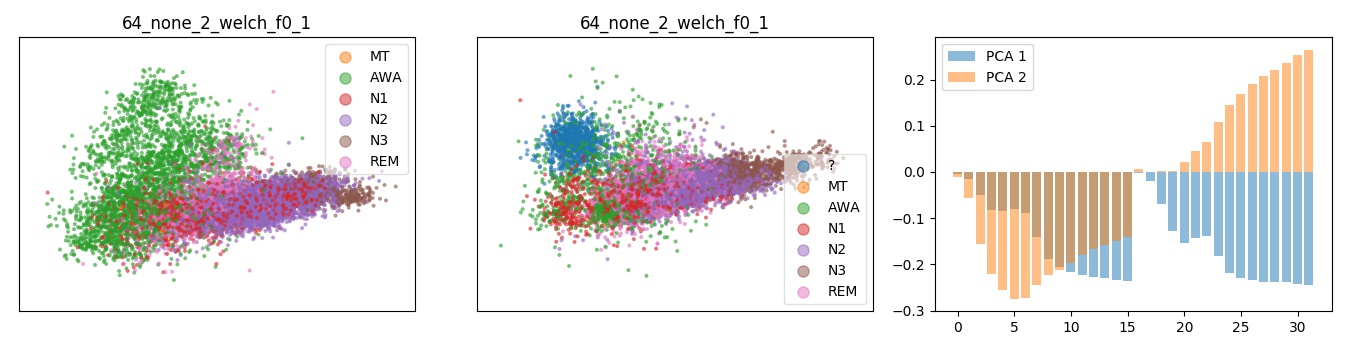 64_none_2_welch_f0_1
MT
AWA
N1
N2
N3
REM
64_none_2_welch_f0_1
?
MT
AWA
N1
N2
N3
REM
PCA 1
PCA 2
0.2
0.1
0.0
−0.1
−0.2
−0.3
0 5 10 15 20 25 30